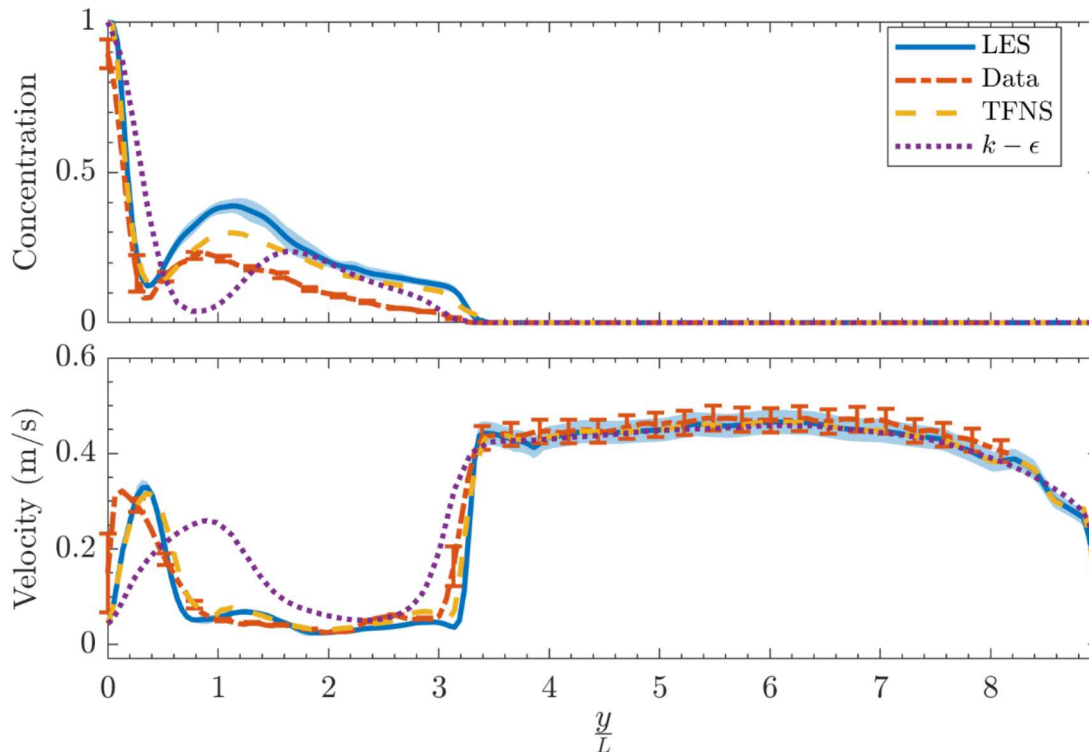 1
0.5
0
Concentration
LES
Data
TFNS
k − ϵ
0.6
0.4
0.2
0
Velocity (m/s)
0 1 2 3 4 5 6 7 8
y
L